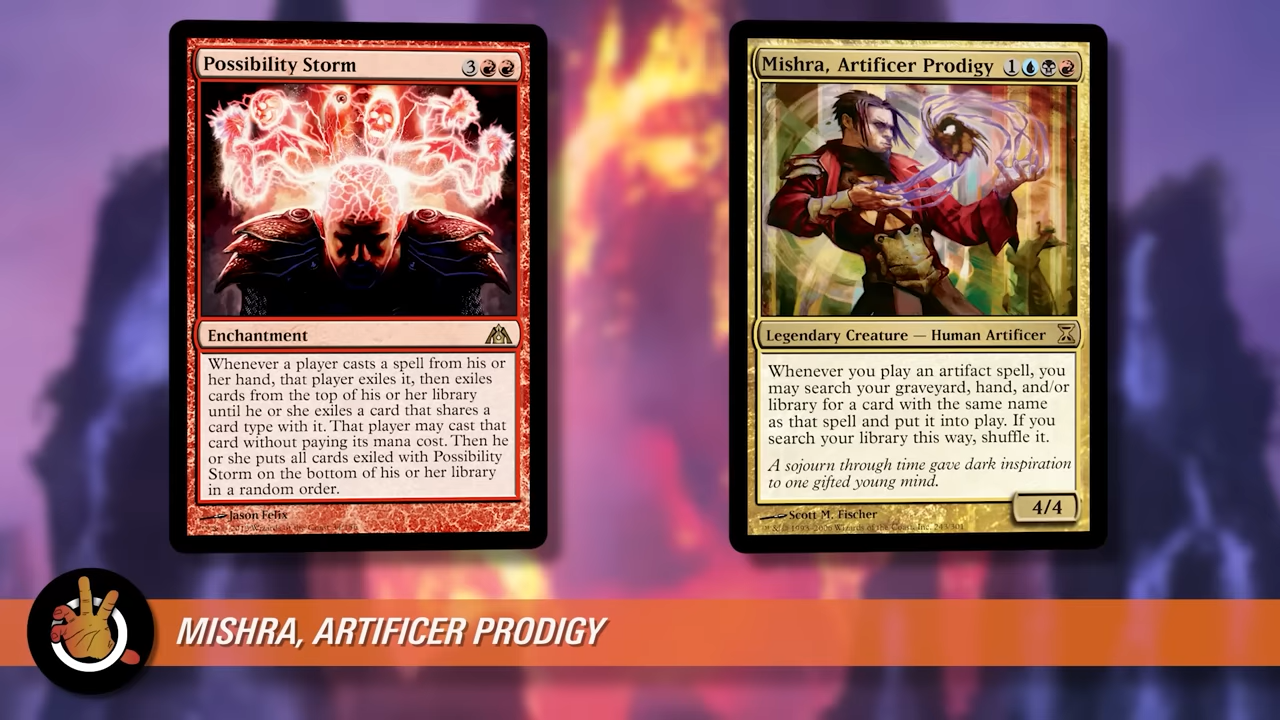 Possibility Storm
3
Enchantment
Whenever a player casts a spell from his or
her hand, that player exiles it, then exiles
cards from the top of his or her library
until he or she exiles a card that shares a
card type with it. That player may cast that
card without paying its mana cost. Then he
or she puts all cards exiled with Possibility
Storm on the bottom of his or her library
in a random order.
Jason Felix
Mishra, Artificer Prodigy
1
Legendary Creature — Human Artificer
Whenever you play an artifact spell, you
may search your graveyard, hand, and/or
library for a card with the same name
as that spell and put it into play. If you
search your library this way, shuffle it.
A sojourn through time gave dark inspiration
to one gifted young mind.
4/4
Scott M. Fischer
MISHRA, ARTIFICER PRODIGY